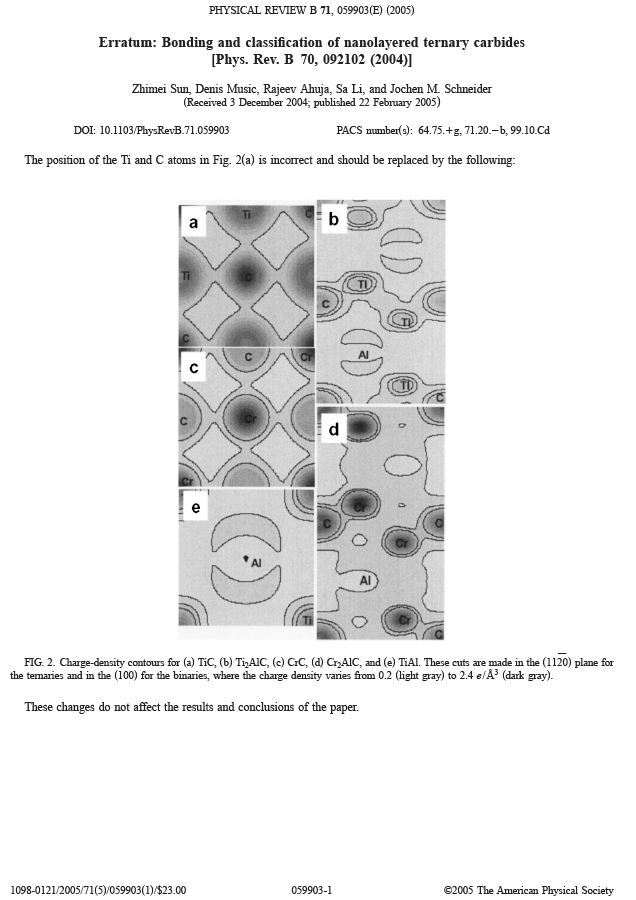 PHYSICAL REVIEW B 71, 059903(E) (2005)
Erratum: Bonding and classification of nanolayered ternary carbides
[Phys. Rev. B 70, 092102 (2004)]
Zhimei Sun, Denis Music, Rajeev Ahuja, Sa Li, and Jochen M. Schneider
(Received 3 December 2004; published 22 February 2005)
DOI: 10.1103/PhysRevB.71.059903 PACS number(s): 64.75.+g, 71.20.−b, 99.10.Cd
The position of the Ti and C atoms in Fig. 2(a) is incorrect and should be replaced by the following:
a
Ti
C
Ti
C
C
b
Ti
C
Ti
Al
Ti
C
c
C
Cr
C
Cr
Cr
d
Cr
C
C
Cr
Al
Cr
C
e
Al
Ti
FIG. 2. Charge-density contours for (a) TiC, (b) Ti₂AlC, (c) CrC, (d) Cr₂AlC, and (e) TiAl. These cuts are made in the (112̅0) plane for
the ternaries and in the (100) for the binaries, where the charge density varies from 0.2 (light gray) to 2.4 e/Å³ (dark gray).
These changes do not affect the results and conclusions of the paper.
1098-0121/2005/71(5)/059903(1)/$23.00 059903-1 ©2005 The American Physical Society